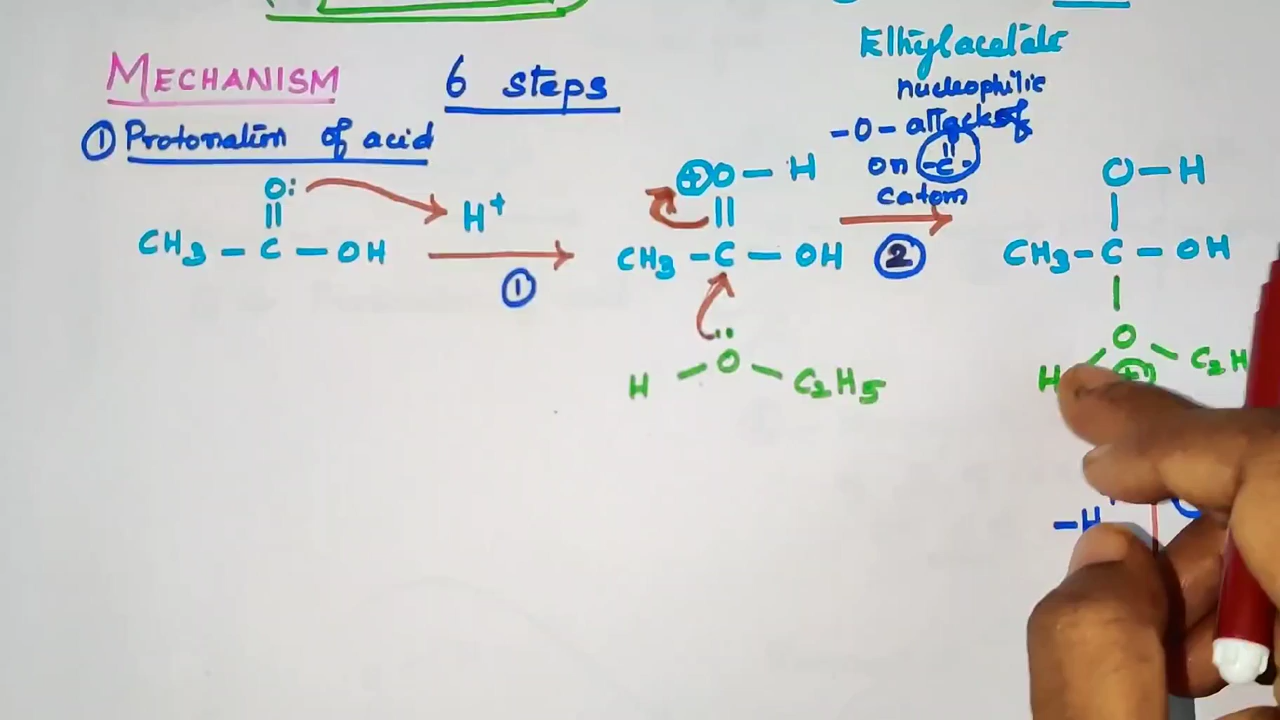 Ethylacetate
MECHANISM 6 steps
nucleophilic
-O- attack of
① Protonation of acid
on -C-
catom
O:
||
CH3 - C - OH
H+
①
⊕O - H
||
CH3 - C - OH
②
H O C2H5
O - H
|
CH3 - C - OH
|
O
H ⊕ C2H
-H